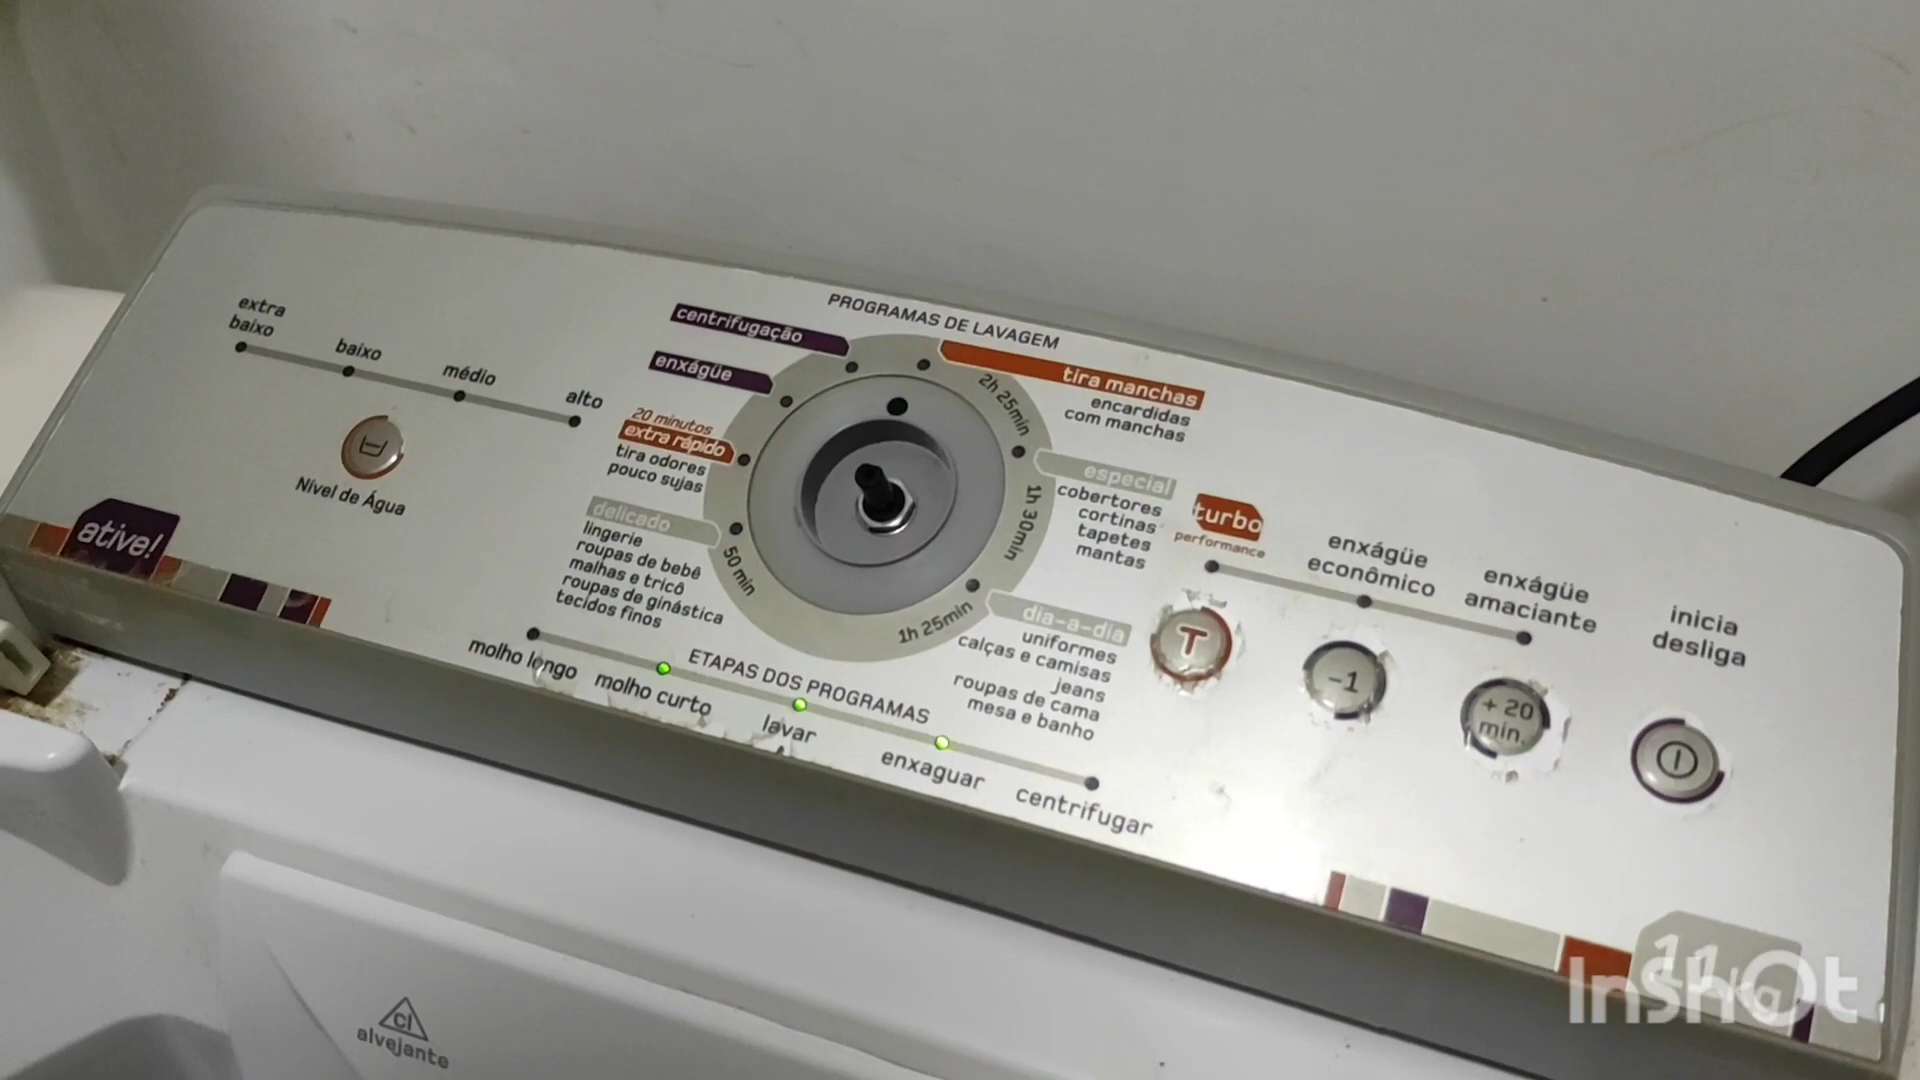 PROGRAMAS DE LAVAGEM
extra
baixo
baixo
médio
alto
Nível de Água
ative!
centrifugação
enxágüe
20 minutos
extra rápido
tira odores
pouco sujas
delicado
lingerie
roupas de bebê
malhas e tricô
roupas de ginástica
tecidos finos
50 min
2h 25min
1h 30min
1h 25min
tira manchas
encardidas
com manchas
especial
cobertores
cortinas
tapetes
mantas
dia-a-dia
uniformes
calças e camisas
jeans
roupas de cama
mesa e banho
ETAPAS DOS PROGRAMAS
molho longo
molho curto
lavar
enxaguar
centrifugar
turbo
performance
enxágüe
econômico
enxágüe
amaciante
inicia
desliga
T
-1
+ 20
min.
11
kg
InShOt
cl
alvejante